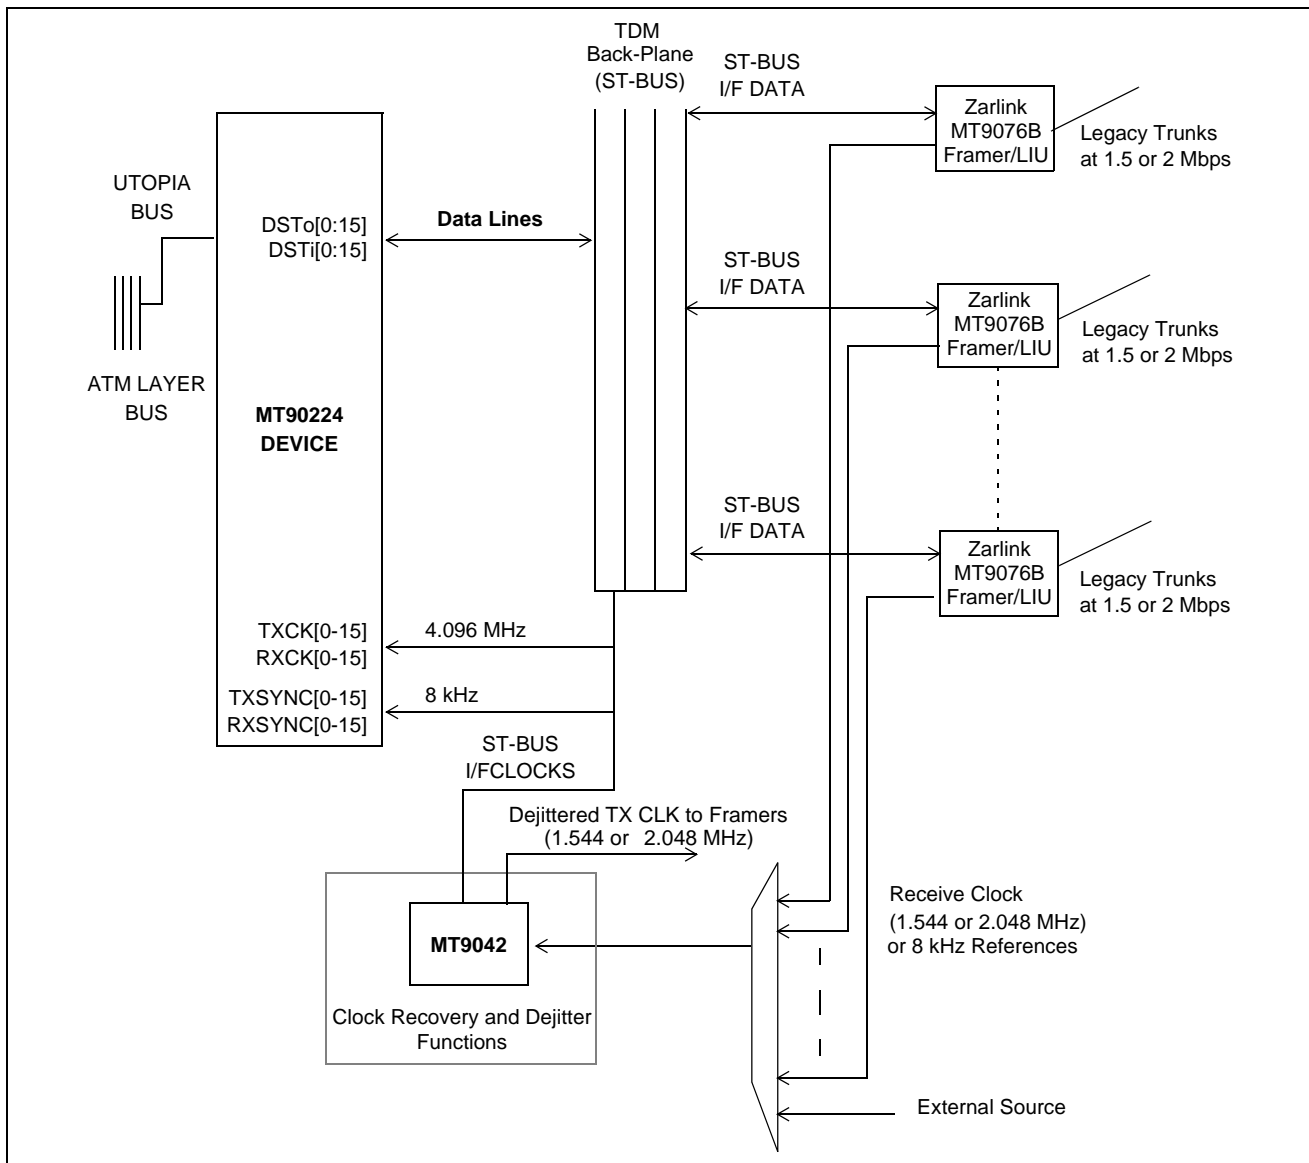 TDM
Back-Plane
(ST-BUS)
ST-BUS
I/F DATA
Zarlink
MT9076B
Framer/LIU
Legacy Trunks
at 1.5 or 2 Mbps
UTOPIA
BUS
DSTo[0:15]
DSTi[0:15]
Data Lines
ST-BUS
I/F DATA
Zarlink
MT9076B
Framer/LIU
Legacy Trunks
at 1.5 or 2 Mbps
ATM LAYER
BUS
MT90224
DEVICE
ST-BUS
I/F DATA
Zarlink
MT9076B
Framer/LIU
Legacy Trunks
at 1.5 or 2 Mbps
TXCK[0-15]
RXCK[0-15]
4.096 MHz
TXSYNC[0-15]
RXSYNC[0-15]
8 kHz
ST-BUS
I/FCLOCKS
Dejittered TX CLK to Framers
(1.544 or 2.048 MHz)
MT9042
Clock Recovery and Dejitter
Functions
Receive Clock
(1.544 or 2.048 MHz)
or 8 kHz References
External Source